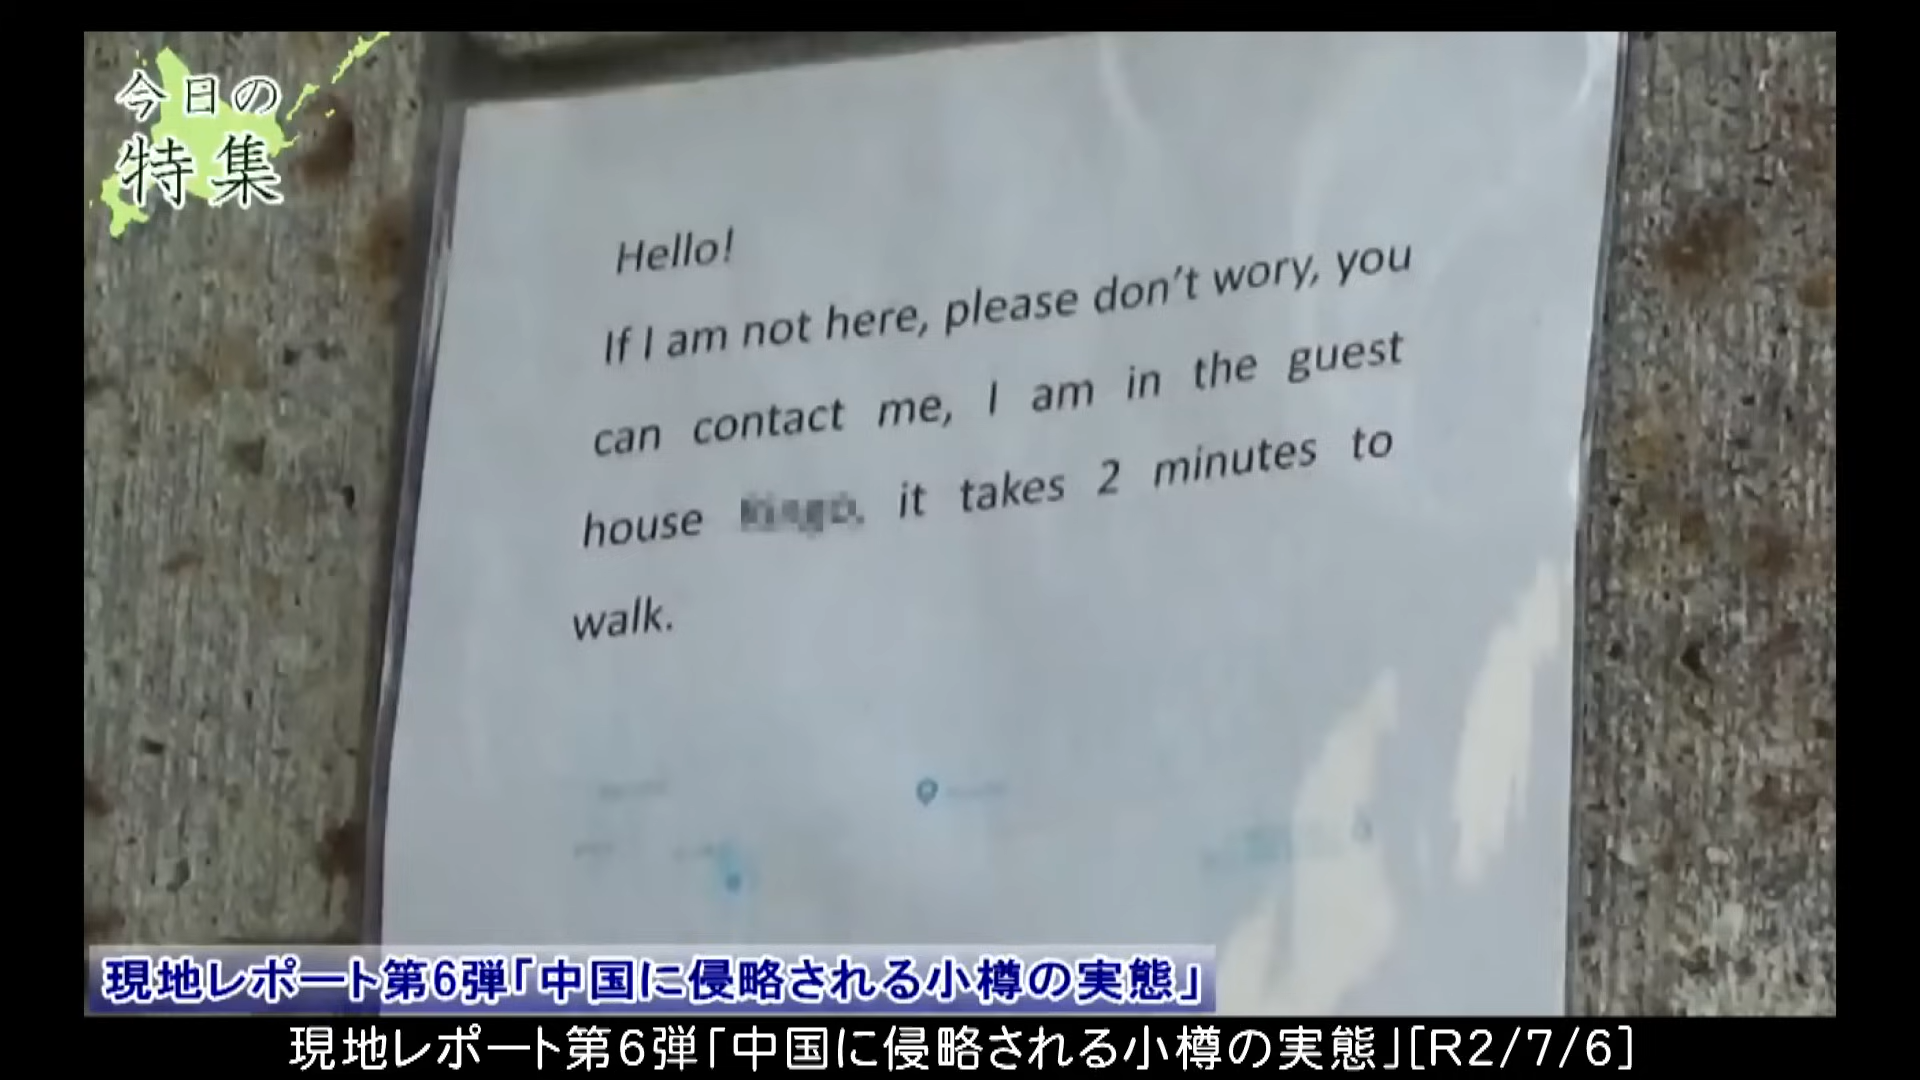 今日の
特集
Hello!
If I am not here, please don't wory, you
can contact me, I am in the guest
house it takes 2 minutes to
walk.
現地レポート第6弾｢中国に侵略される小樽の実態｣
現地レポート第6弾｢中国に侵略される小樽の実態｣[R2/7/6]